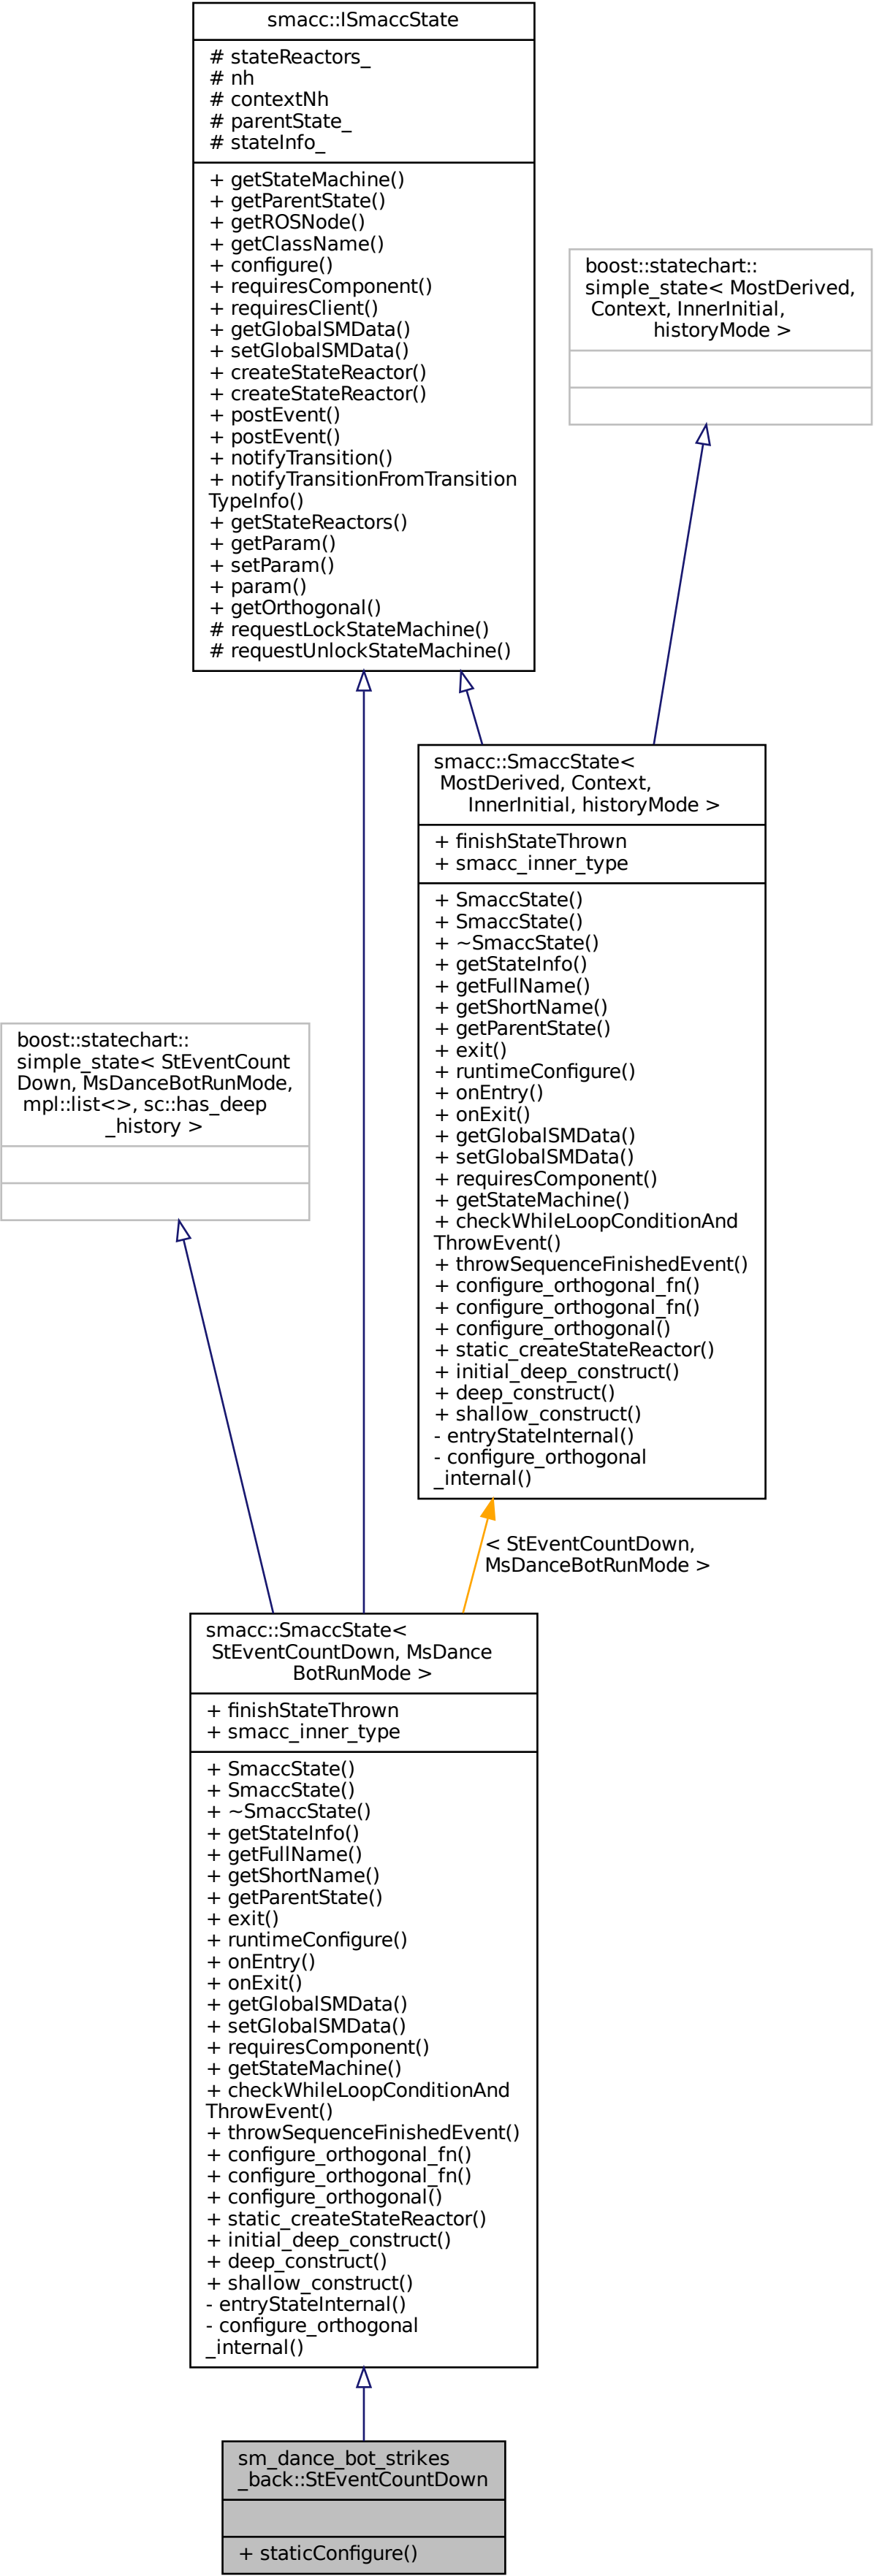 smacc::ISmaccState
# stateReactors_
# nh
# contextNh
# parentState_
# stateInfo_
+ getStateMachine()
+ getParentState()
+ getROSNode()
+ getClassName()
+ configure()
+ requiresComponent()
+ requiresClient()
+ getGlobalSMData()
+ setGlobalSMData()
+ createStateReactor()
+ createStateReactor()
+ postEvent()
+ postEvent()
+ notifyTransition()
+ notifyTransitionFromTransition
TypeInfo()
+ getStateReactors()
+ getParam()
+ setParam()
+ param()
+ getOrthogonal()
# requestLockStateMachine()
# requestUnlockStateMachine()
boost::statechart::
simple_state< MostDerived,
Context, InnerInitial,
historyMode >
smacc::SmaccState<
MostDerived, Context,
InnerInitial, historyMode >
+ finishStateThrown
+ smacc_inner_type
+ SmaccState()
+ SmaccState()
+ ~SmaccState()
+ getStateInfo()
+ getFullName()
+ getShortName()
+ getParentState()
+ exit()
+ runtimeConfigure()
+ onEntry()
+ onExit()
+ getGlobalSMData()
+ setGlobalSMData()
+ requiresComponent()
+ getStateMachine()
+ checkWhileLoopConditionAnd
ThrowEvent()
+ throwSequenceFinishedEvent()
+ configure_orthogonal_fn()
+ configure_orthogonal_fn()
+ configure_orthogonal()
+ static_createStateReactor()
+ initial_deep_construct()
+ deep_construct()
+ shallow_construct()
- entryStateInternal()
- configure_orthogonal
_internal()
boost::statechart::
simple_state< StEventCount
Down, MsDanceBotRunMode,
mpl::list<>, sc::has_deep
_history >
< StEventCountDown,
MsDanceBotRunMode >
smacc::SmaccState<
StEventCountDown, MsDance
BotRunMode >
+ finishStateThrown
+ smacc_inner_type
+ SmaccState()
+ SmaccState()
+ ~SmaccState()
+ getStateInfo()
+ getFullName()
+ getShortName()
+ getParentState()
+ exit()
+ runtimeConfigure()
+ onEntry()
+ onExit()
+ getGlobalSMData()
+ setGlobalSMData()
+ requiresComponent()
+ getStateMachine()
+ checkWhileLoopConditionAnd
ThrowEvent()
+ throwSequenceFinishedEvent()
+ configure_orthogonal_fn()
+ configure_orthogonal_fn()
+ configure_orthogonal()
+ static_createStateReactor()
+ initial_deep_construct()
+ deep_construct()
+ shallow_construct()
- entryStateInternal()
- configure_orthogonal
_internal()
sm_dance_bot_strikes
_back::StEventCountDown
+ staticConfigure()